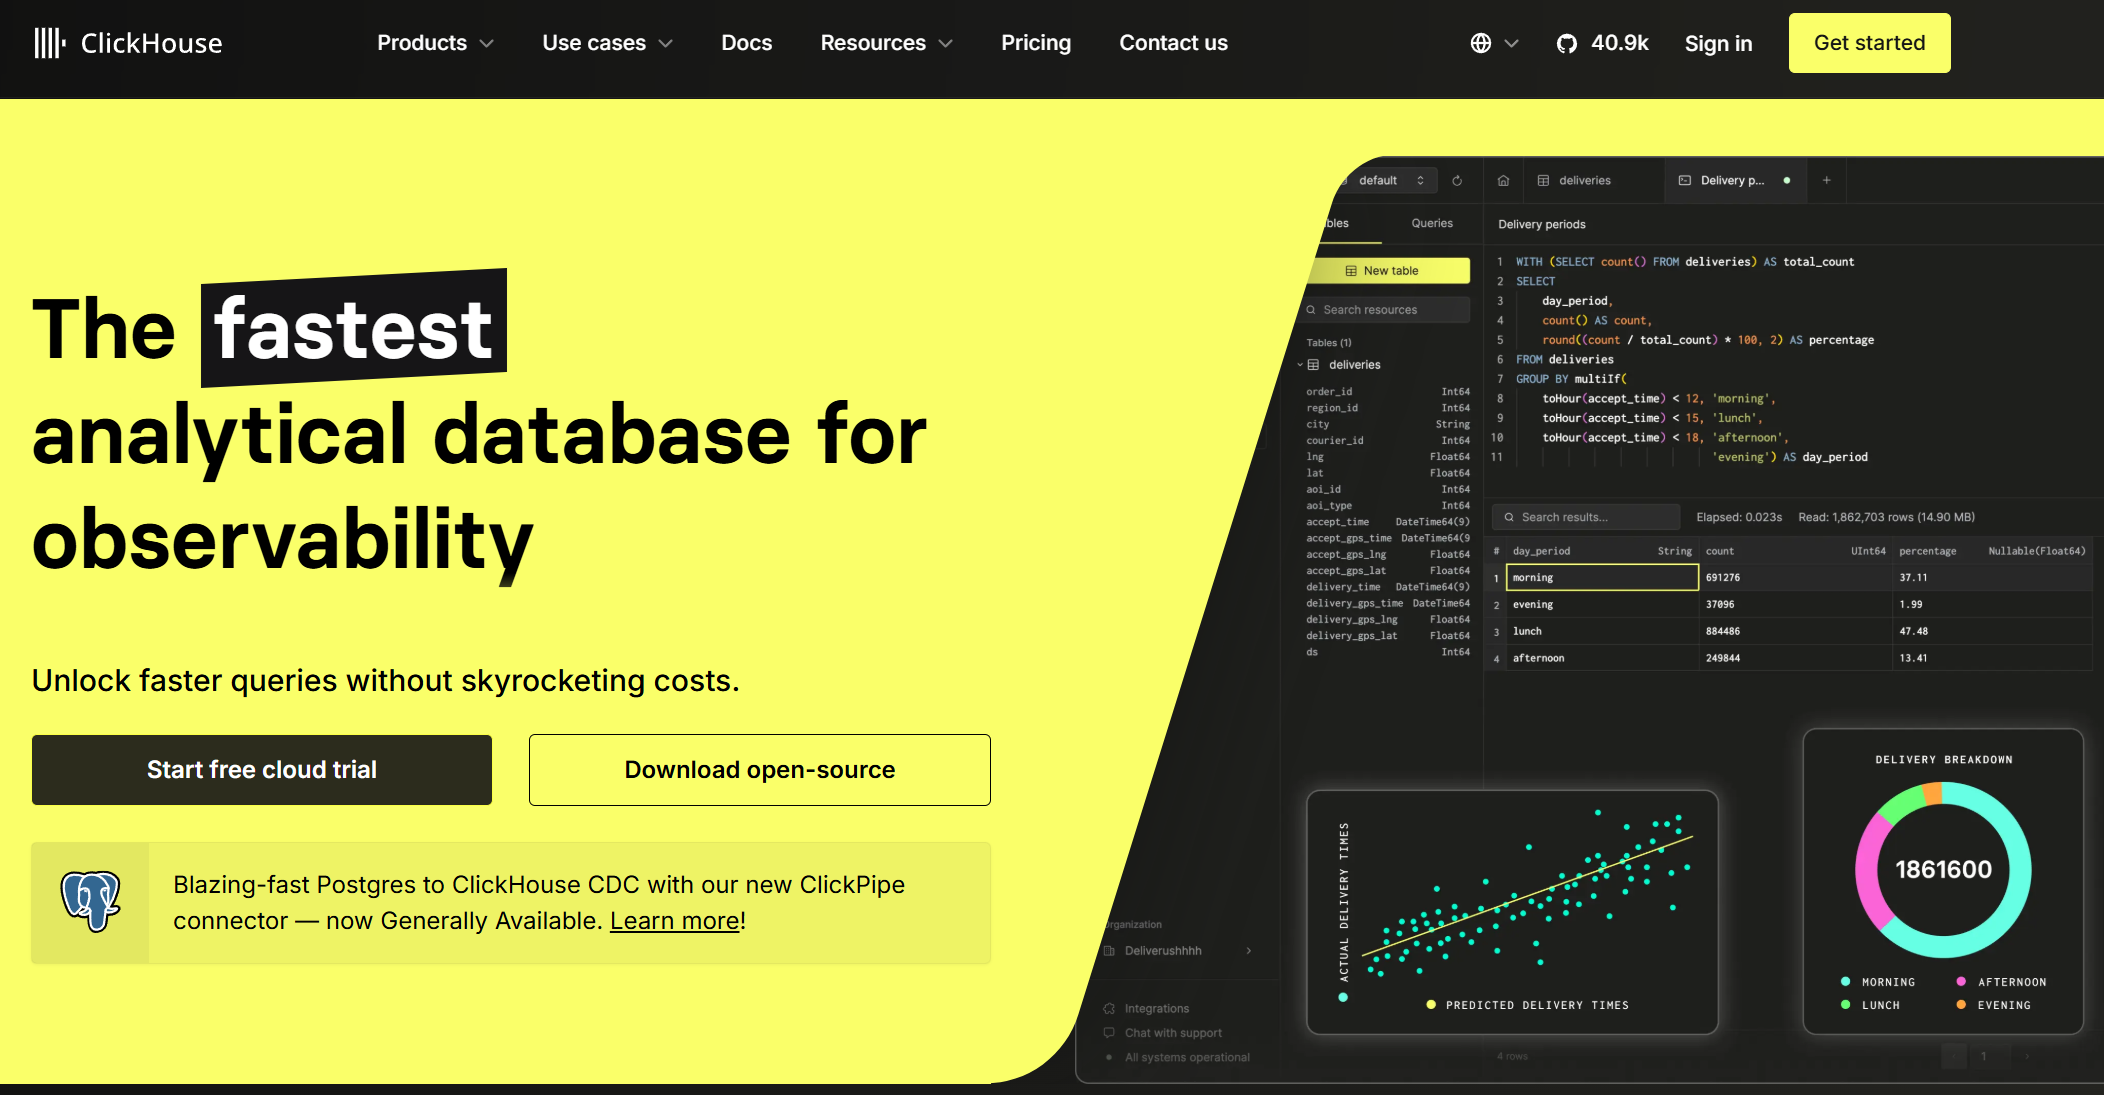 ClickHouse
Products
Use cases
Docs
Resources
Pricing
Contact us
40.9k
Sign in
Get started
The fastest
analytical database for
observability
Unlock faster queries without skyrocketing costs.
Start free cloud trial
Download open-source
Blazing-fast Postgres to ClickHouse CDC with our new ClickPipe
connector — now Generally Available. Learn more!
default
Queries
New table
Search resources
Tables (1)
deliveries
order_id Int64
region_id Int64
city String
courier_id Int64
lng Float64
lat Float64
aoi_id Int64
aoi_type Int64
accept_time DateTime64(9)
accept_gps_time DateTime64(9
accept_gps_lng Float64
accept_gps_lat Float64
delivery_time DateTime64(9)
delivery_gps_time DateTime64
delivery_gps_lng Float64
delivery_gps_lat Float64
ds Int64
rganization
Deliverushhhh
Integrations
Chat with support
All systems operational
deliveries
Delivery p...
+
Delivery periods
1 WITH (SELECT count() FROM deliveries) AS total_count
2 SELECT
3 day_period,
4 count() AS count,
5 round((count / total_count) * 100, 2) AS percentage
6 FROM deliveries
7 GROUP BY multiIf(
8 toHour(accept_time) < 12, 'morning',
9 toHour(accept_time) < 15, 'lunch',
10 toHour(accept_time) < 18, 'afternoon',
11 'evening') AS day_period
Search results...
Elapsed: 0.023s
Read: 1,862,703 rows (14.90 MB)
# day_period String count UInt64 percentage Nullable(Float64)
1 morning 691276 37.11
2 evening 37096 1.99
3 lunch 884486 47.48
4 afternoon 249844 13.41
ACTUAL DELIVERY TIMES
PREDICTED DELIVERY TIMES
DELIVERY BREAKDOWN
1861600
MORNING
AFTERNOON
LUNCH
EVENING
4 rows
1